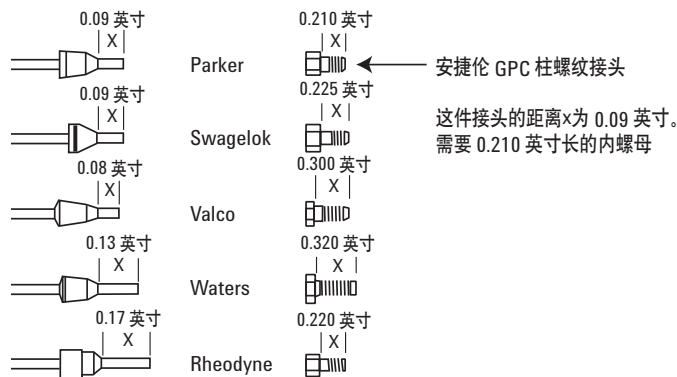 0.09 英寸
0.210 英寸
X
X
Parker
安捷伦 GPC 柱螺纹接头
0.09 英寸
0.225 英寸
X
X
这件接头的距离x为 0.09 英寸。
Swagelok
需要 0.210 英寸长的内螺母
0.08 英寸
0.300 英寸
X
X
Valco
0.13 英寸
0.320 英寸
X
X
Waters
0.17 英寸
0.220 英寸
X
X
Rheodyne